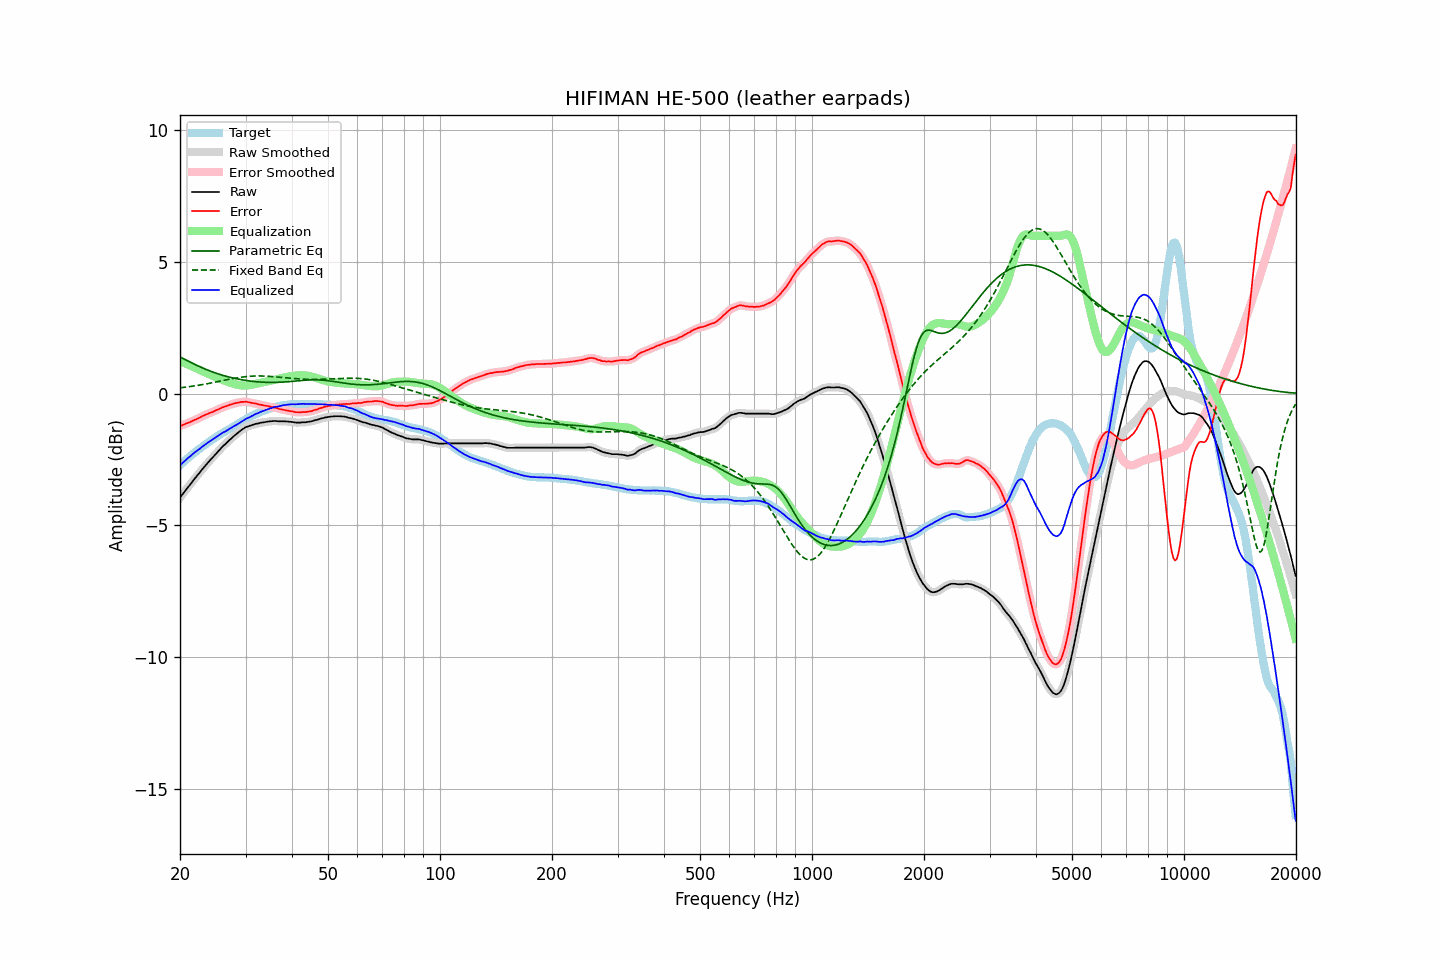 HIFIMAN HE-500 (leather earpads)
Target
Raw Smoothed
Error Smoothed
Raw
Error
Equalization
Parametric Eq
Fixed Band Eq
Equalized
10
5
0
−5
−10
−15
Amplitude (dBr)
20 50 100 200 500 1000 2000 5000 10000 20000
Frequency (Hz)